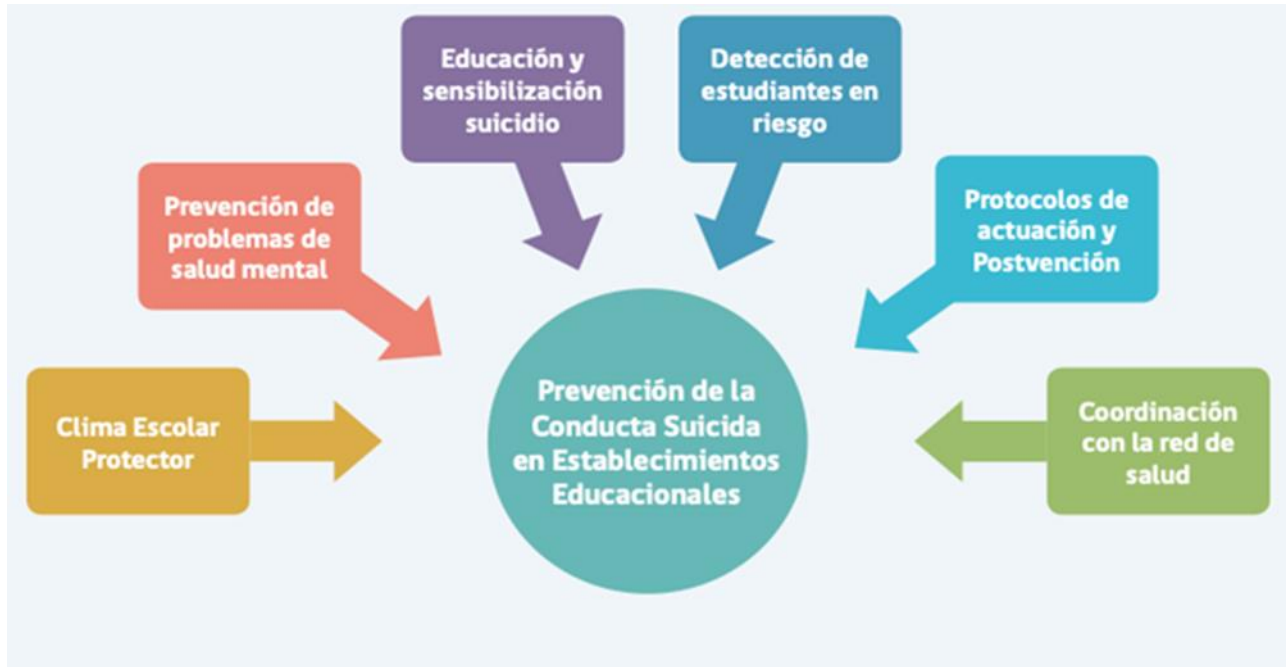 Educación y
sensibilización
suicidio
Detección de
estudiantes en
riesgo
Prevención de
problemas de
salud mental
Protocolos de
actuación y
Postvención
Clima Escolar
Protector
Prevención de la
Conducta Suicida
en Establecimientos
Educacionales
Coordinación
con la red de
salud